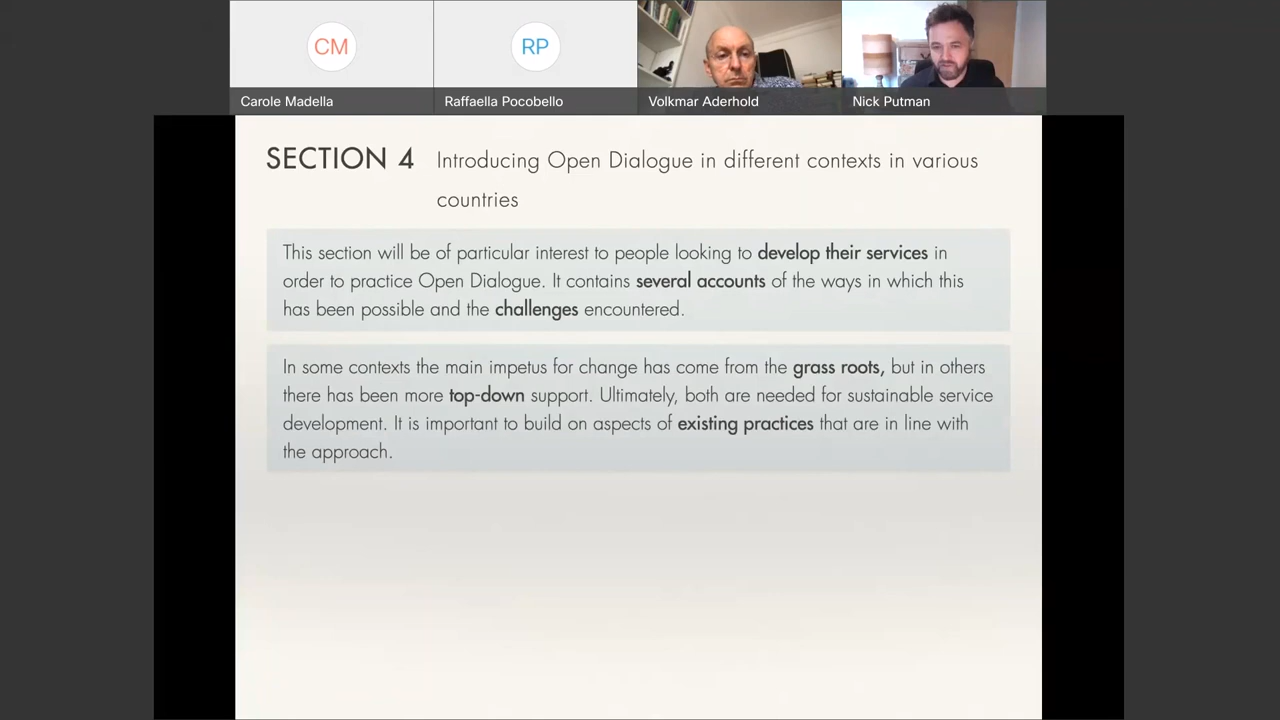 CM
RP
Carole Madella
Raffaella Pocobello
Volkmar Aderhold
Nick Putman
SECTION 4 Introducing Open Dialogue in different contexts in various
countries
This section will be of particular interest to people looking to develop their services in
order to practice Open Dialogue. It contains several accounts of the ways in which this
has been possible and the challenges encountered.
In some contexts the main impetus for change has come from the grass roots, but in others
there has been more top-down support. Ultimately, both are needed for sustainable service
development. It is important to build on aspects of existing practices that are in line with
the approach.